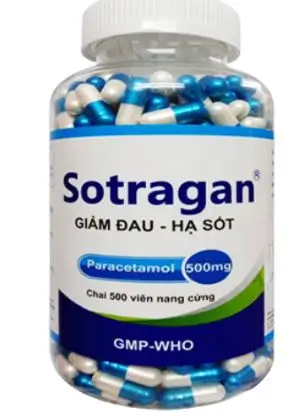 Sotragan®
GIẢM ĐAU - HẠ SỐT
Paracetamol 500mg
Chai 500 viên nang cứng
GMP-WHO